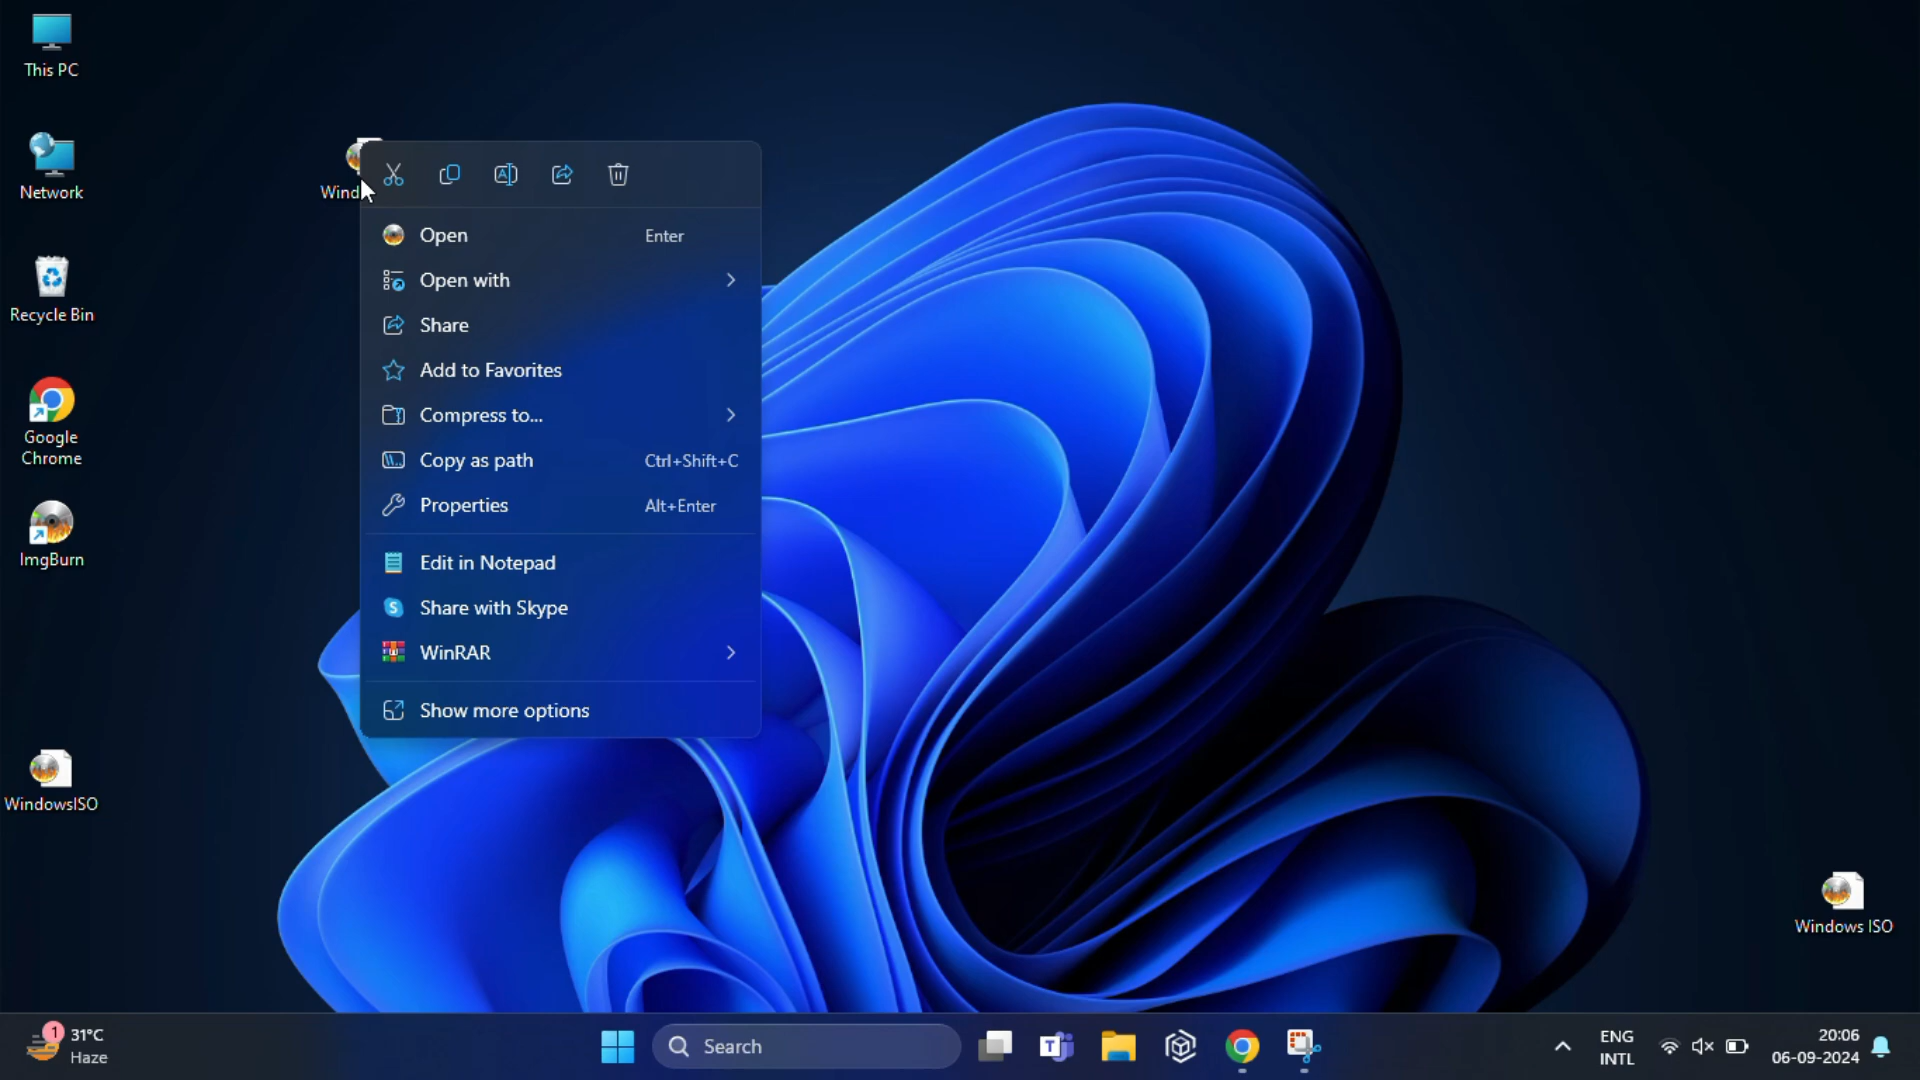 This PC
Network
Recycle Bin
Google
Chrome
ImgBurn
WindowsISO
Open Enter
Open with
Share
Add to Favorites
Compress to...
Copy as path Ctrl+Shift+C
Properties Alt+Enter
Edit in Notepad
Share with Skype
WinRAR
Show more options
Windows ISO
1
31°C
Haze
Search
T
ENG
INTL
20:06
06-09-2024